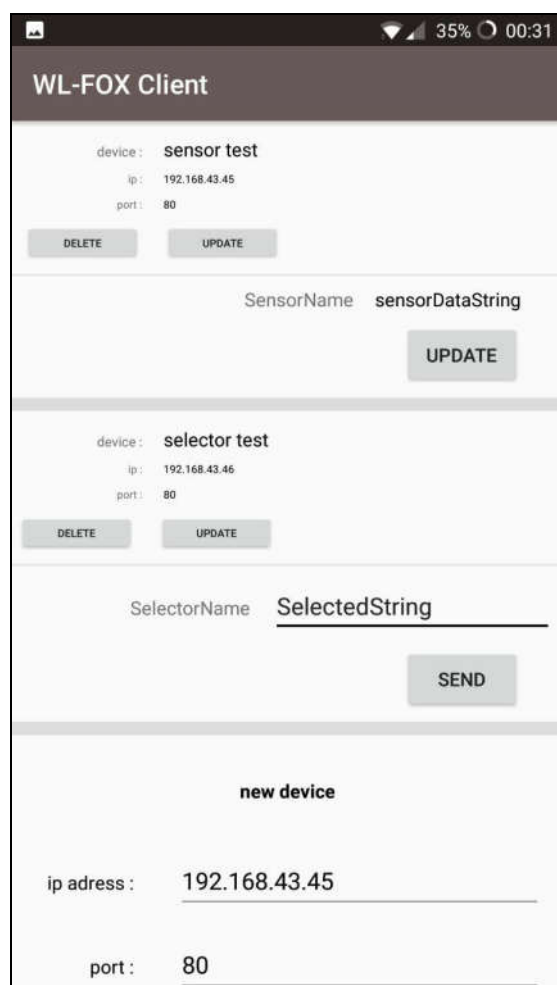 35% 00:31
WL-FOX Client
device : sensor test
ip : 192.168.43.45
port : 80
DELETE UPDATE
SensorName sensorDataString
UPDATE
device : selector test
ip : 192.168.43.46
port : 80
DELETE UPDATE
SelectorName SelectedString
SEND
new device
ip adress : 192.168.43.45
port : 80